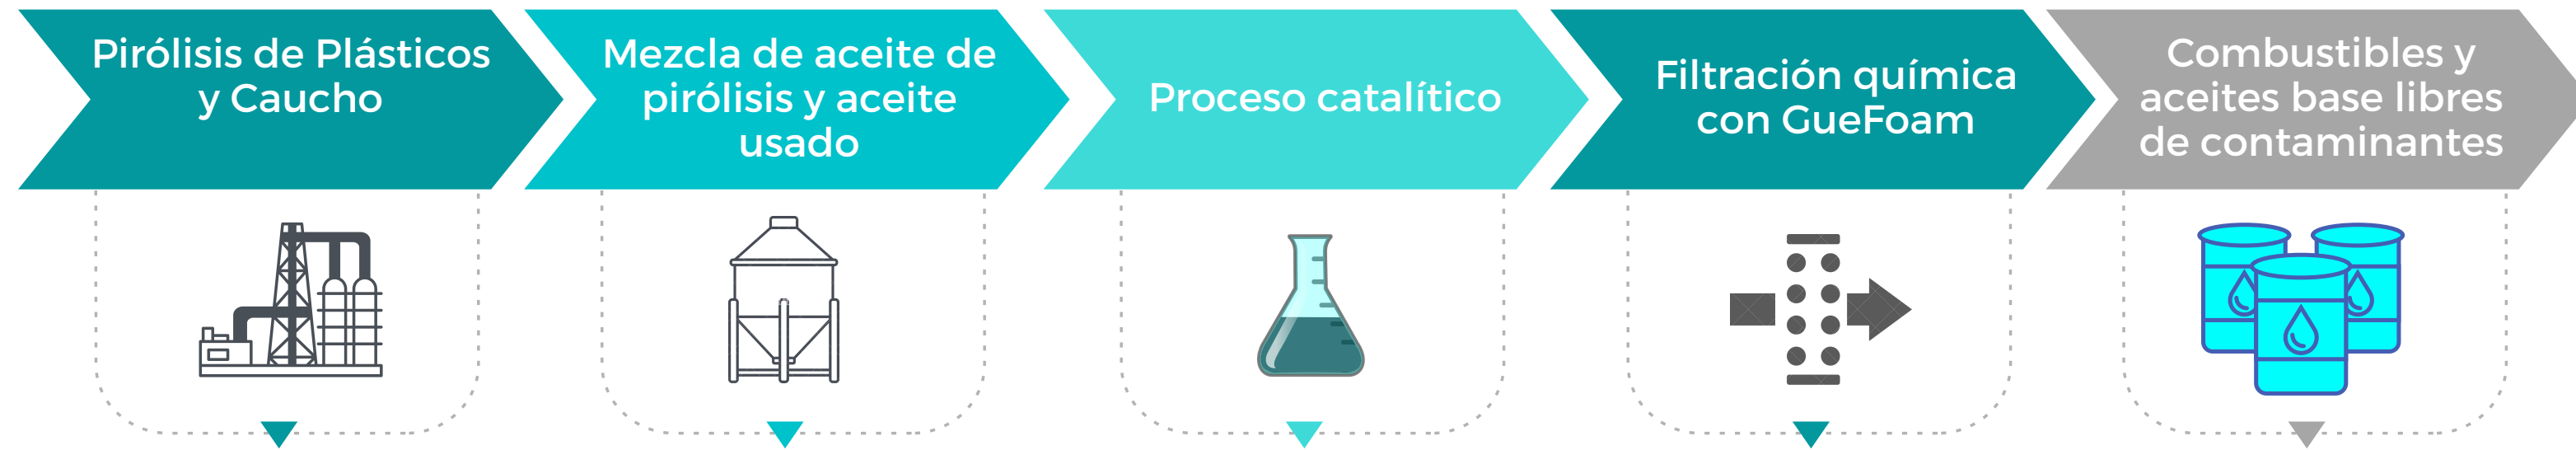 Pirólisis de Plásticos
y Caucho
Mezcla de aceite de
pirólisis y aceite
usado
Proceso catalítico
Filtración química
con GueFoam
Combustibles y
aceites base libres
de contaminantes